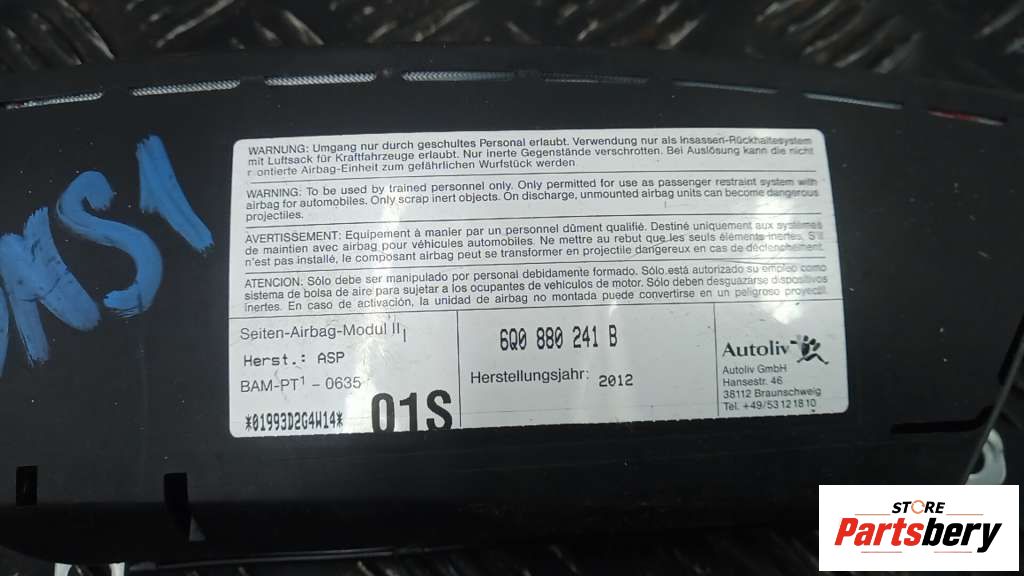 WARNUNG: Umgang nur durch geschultes Personal erlaubt. Verwendung nur als Insassen-Rückhaltesystem
mit Luftsack für Kraftfahrzeuge erlaubt. Nur inerte Gegenstände verschrotten. Bei Auslösung kann die nicht
montierte Airbag-Einheit zum gefährlichen Wurfstück werden.
WARNING: To be used by trained personnel only. Only permitted for use as passenger restraint system with
airbag for automobiles. Only scrap inert objects. On discharge, unmounted airbag units can become dangerous
projectiles.
AVERTISSEMENT: Equipement à manier par un personnel dûment qualifié. Destiné uniquement aux systèmes
de maintien avec airbag pour véhicules automobiles. Ne mettre au rebut que les seuls éléments inertes. S'il
n'est pas installé, le composant airbag peut se transformer en projectile dangereux en cas de déclenchement.
ATENCION: Sólo debe ser manipulado por personal debidamente formado. Sólo está autorizado su empleo como
sistema de bolsa de aire para sujetar a los ocupantes de vehículos de motor. Sólo deben desguazarse dispositivos
inertes. En caso de activación, la unidad de airbag no montada puede convertirse en un peligroso proyectil.
Seiten-Airbag-Modul II
Herst.: ASP
BAM-PT1 - 0635
*01993D2G4W14* 01S
6Q0 880 241 B
Herstellungsjahr: 2012
Autoliv
Autoliv GmbH
Hansestr. 46
38112 Braunschweig
Tel. +49/53121810
STORE
Partsbery